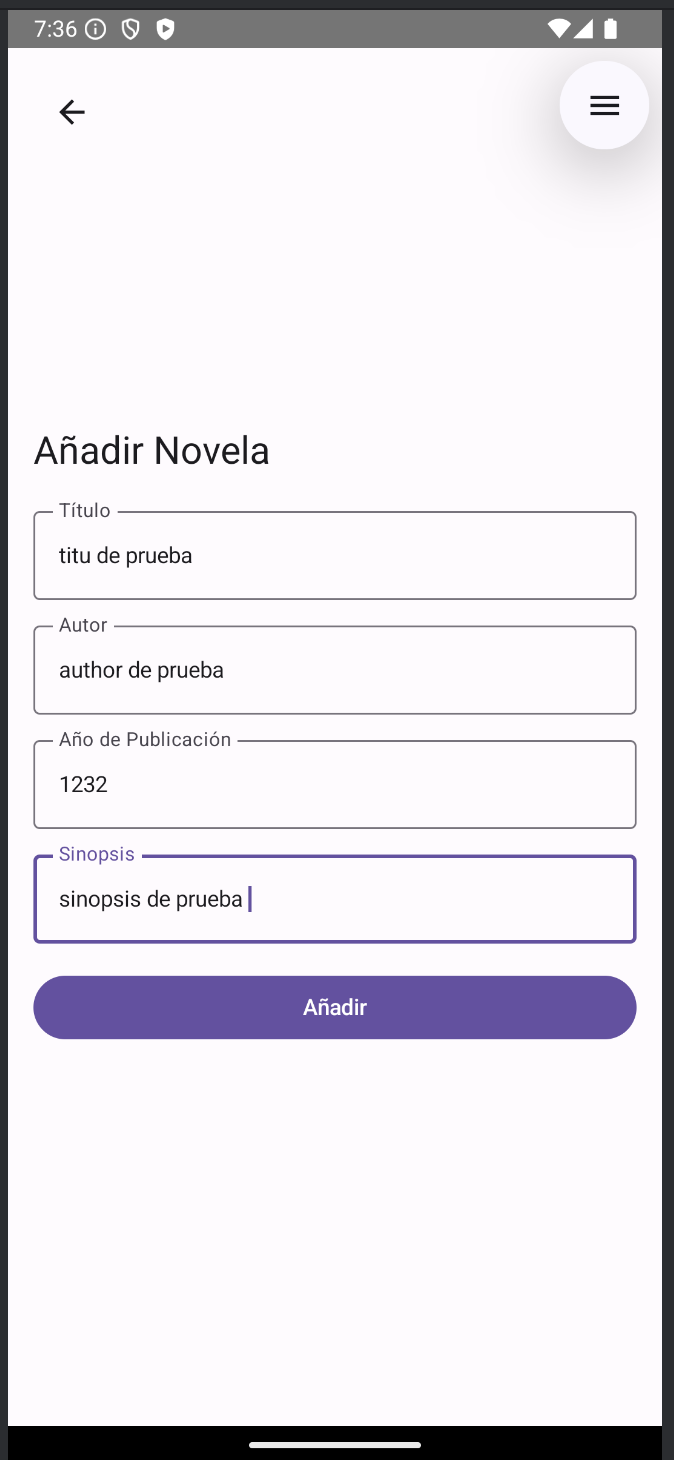 7:36
Añadir Novela
Título
titu de prueba
Autor
author de prueba
Año de Publicación
1232
Sinopsis
sinopsis de prueba
Añadir